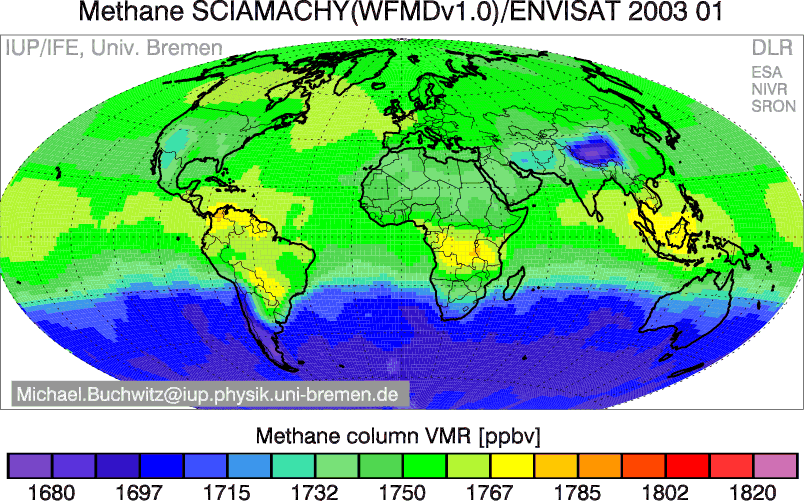 Methane SCIAMACHY(WFMDv1.0)/ENVISAT 2003 01
IUP/IFE, Univ. Bremen
DLR
ESA
NIVR
SRON
Michael.Buchwitz@iup.physik.uni-bremen.de
Methane column VMR [ppbv]
1680 1697 1715 1732 1750 1767 1785 1802 1820